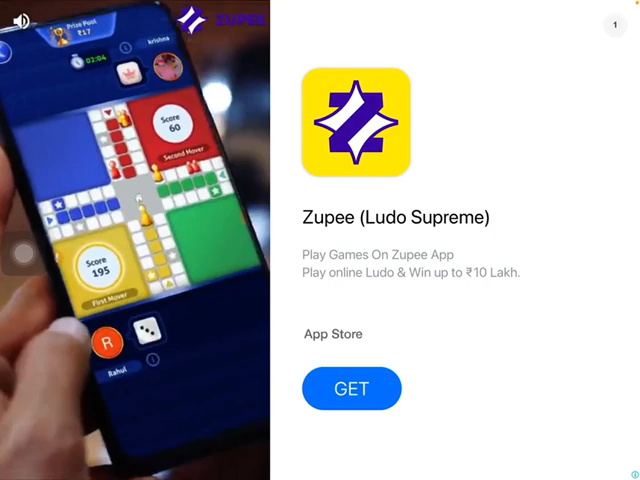 ZUPEE
Prize Pool
₹17
02:04
krishna
Score
60
Second Mover
Score
195
First Mover
R
Rahul
1
Z
Zupee (Ludo Supreme)
Play Games On Zupee App
Play online Ludo & Win up to ₹10 Lakh.
App Store
GET